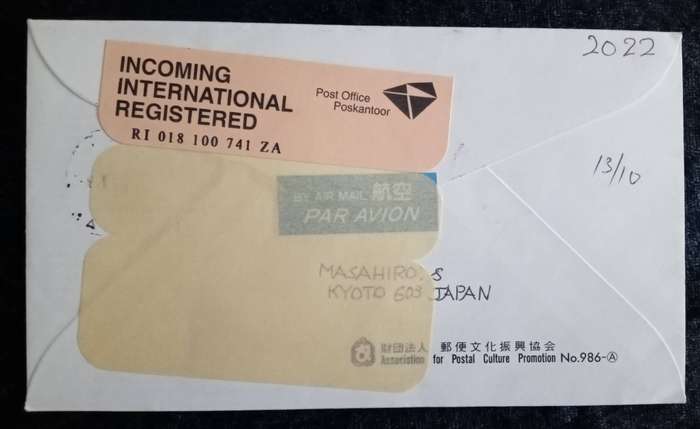 2022
INCOMING
INTERNATIONAL
REGISTERED
Post Office
Poskantoor
RI 018 100 741 ZA
13/10
BY AIR MAIL 航空
PAR AVION
MASAHIRO. S
KYOTO 603 JAPAN
財団法人 郵便文化振興協会
Association for Postal Culture Promotion No.986-Ⓐ